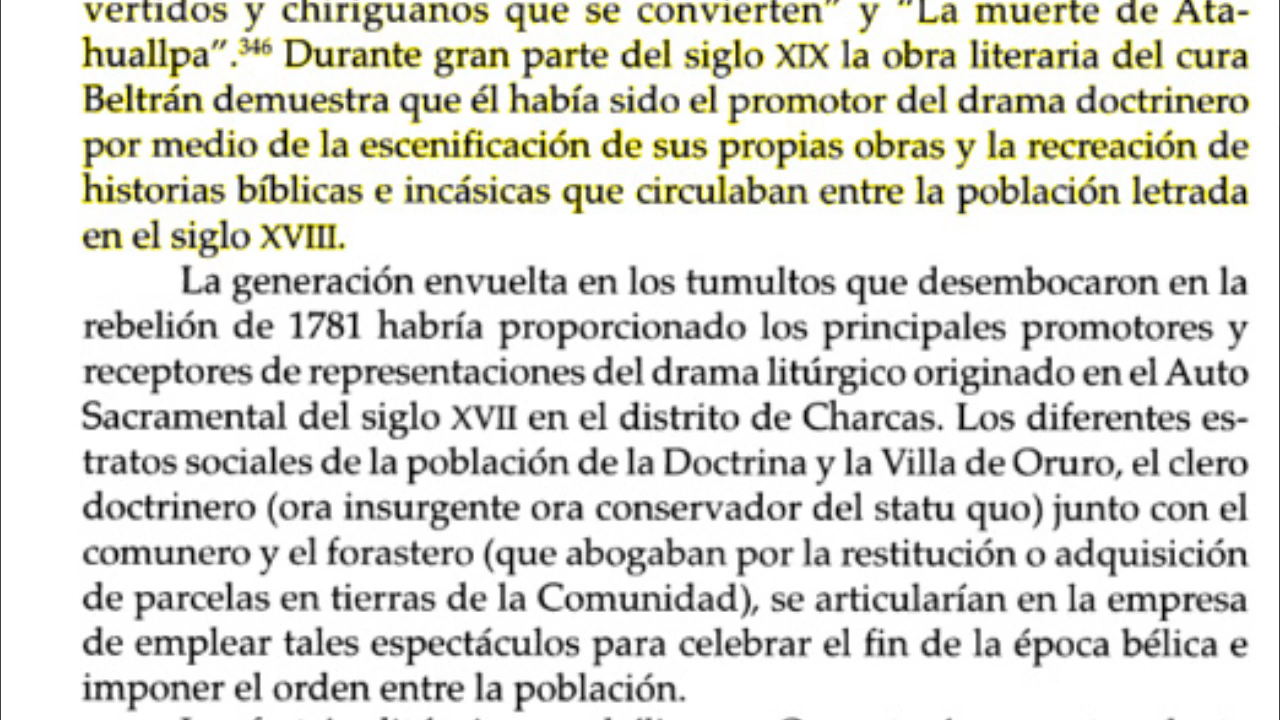 vertidos y chiriguanos que se convierten" y "La muerte de Ata-
huallpa".³⁴⁶ Durante gran parte del siglo XIX la obra literaria del cura
Beltrán demuestra que él había sido el promotor del drama doctrinero
por medio de la escenificación de sus propias obras y la recreación de
historias bíblicas e incásicas que circulaban entre la población letrada
en el siglo XVIII.
La generación envuelta en los tumultos que desembocaron en la
rebelión de 1781 habría proporcionado los principales promotores y
receptores de representaciones del drama litúrgico originado en el Auto
Sacramental del siglo XVII en el distrito de Charcas. Los diferentes es-
tratos sociales de la población de la Doctrina y la Villa de Oruro, el clero
doctrinero (ora insurgente ora conservador del statu quo) junto con el
comunero y el forastero (que abogaban por la restitución o adquisición
de parcelas en tierras de la Comunidad), se articularían en la empresa
de emplear tales espectáculos para celebrar el fin de la época bélica e
imponer el orden entre la población.